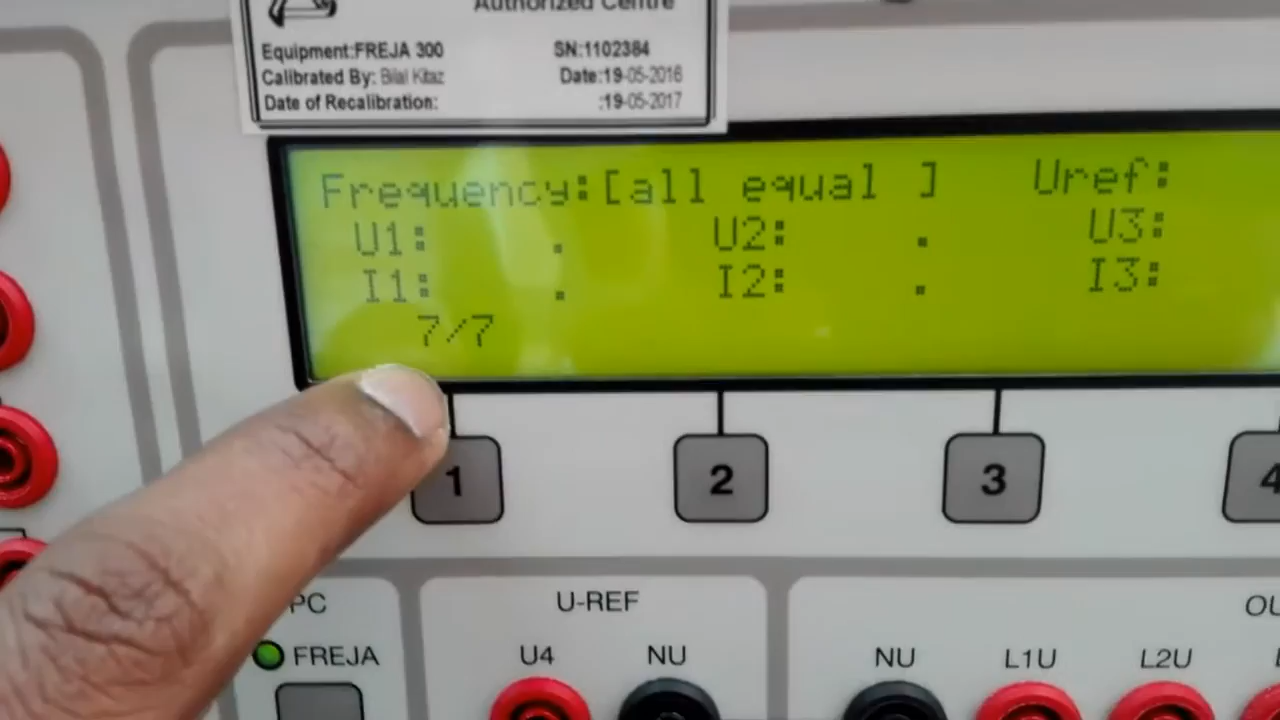 Authorized Centre
Equipment:FREJA 300 SN:1102384
Calibrated By: Bilal Kitaz Date:19-05-2016
Date of Recalibration: :19-05-2017
Frequency:[all equal ] Uref:
U1: . U2: . U3:
I1: . I2: . I3:
7/7
1 2 3 4
PC U-REF
FREJA U4 NU NU L1U L2U